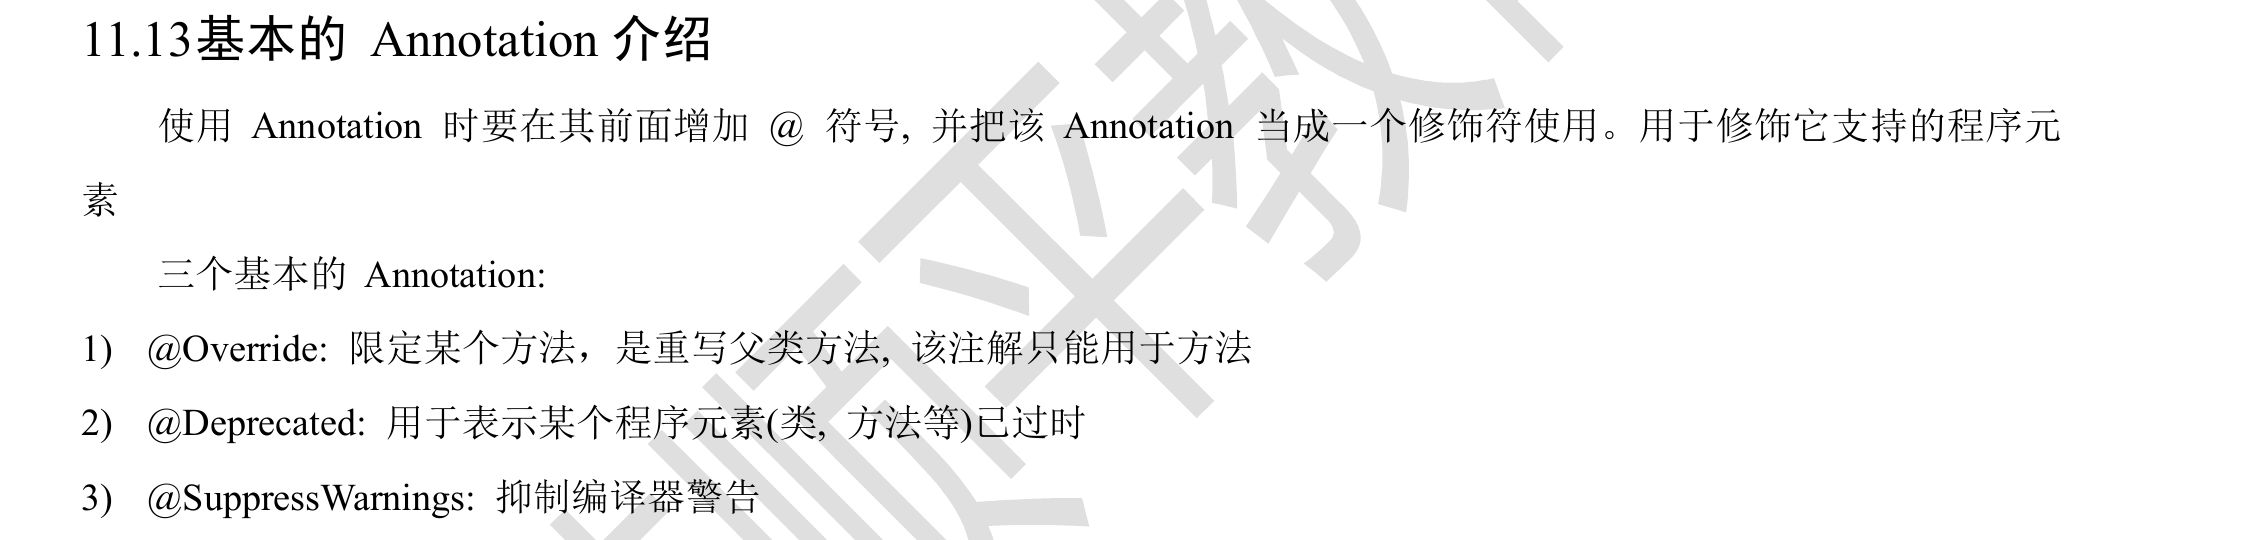 11.13基本的 Annotation 介绍
使用 Annotation 时要在其前面增加 @ 符号, 并把该 Annotation 当成一个修饰符使用。用于修饰它支持的程序元
素
三个基本的 Annotation:
1) @Override: 限定某个方法，是重写父类方法, 该注解只能用于方法
2) @Deprecated: 用于表示某个程序元素(类, 方法等)已过时
3) @SuppressWarnings: 抑制编译器警告
顺平教